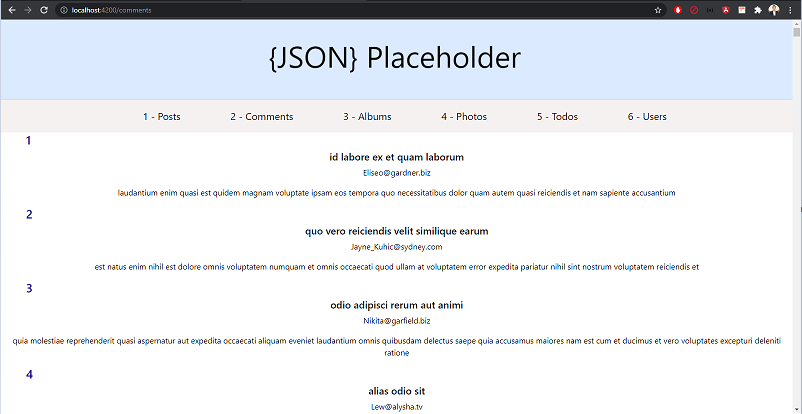 localhost:4200/comments
{JSON} Placeholder
1 - Posts 2 - Comments 3 - Albums 4 - Photos 5 - Todos 6 - Users
1
id labore ex et quam laborum
Eliseo@gardner.biz
laudantium enim quasi est quidem magnam voluptate ipsam eos tempora quo necessitatibus dolor quam autem quasi reiciendis et nam sapiente accusantium
2
quo vero reiciendis velit similique earum
Jayne_Kuhic@sydney.com
est natus enim nihil est dolore omnis voluptatem numquam et omnis occaecati quod ullam at voluptatem error expedita pariatur nihil sint nostrum voluptatem reiciendis et
3
odio adipisci rerum aut animi
Nikita@garfield.biz
quia molestiae reprehenderit quasi aspernatur aut expedita occaecati aliquam eveniet laudantium omnis quibusdam delectus saepe quia accusamus maiores nam est cum et ducimus et vero voluptates excepturi deleniti
ratione
4
alias odio sit
Lew@alysha.tv